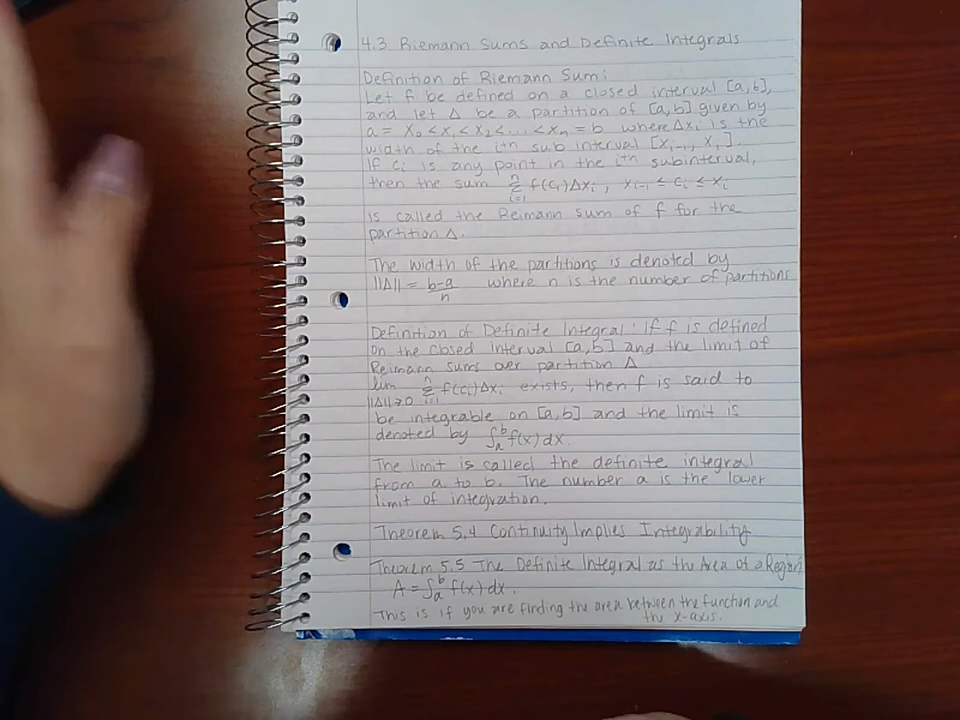 4.3 Riemann Sums and Definite Integrals
Definition of Riemann Sum:
Let f be defined on a closed interval [a,b],
and let Δ be a partition of [a,b] given by
a = x₀ < x₁ < x₂ < ... < xₙ = b where Δxᵢ is the
width of the iᵗʰ sub interval [xᵢ₋₁, xᵢ].
If cᵢ is any point in the iᵗʰ subinterval,
then the sum Σᵢ₌₁ⁿ f(cᵢ)Δxᵢ , xᵢ₋₁ ≤ cᵢ ≤ xᵢ
is called the Reimann sum of f for the
partition Δ.
The width of the partitions is denoted by
||Δ|| = (b-a)/n where n is the number of partitions
Definition of Definite Integral: If f is defined
on the closed interval [a,b] and the limit of
Reimann sums over partition Δ
lim ||Δ||→0 Σᵢ₌₁ⁿ f(cᵢ)Δxᵢ exists, then f is said to
be integrable on [a,b] and the limit is
denoted by ∫ₐᵇ f(x) dx.
The limit is called the definite integral
from a to b. The number a is the lower
limit of integration.
Theorem 5.4 Continuity Implies Integrability
Theorem 5.5 The Definite Integral as the Area of a Region
A = ∫ₐᵇ f(x) dx.
This is if you are finding the area between the function and
the x-axis.